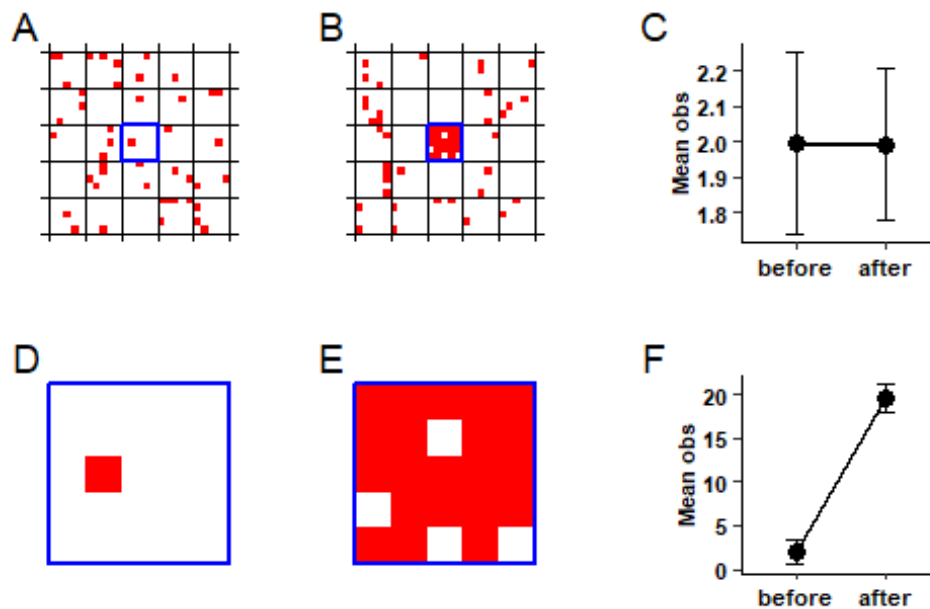 A
B
C
Mean obs
2.2
2.1
2.0
1.9
1.8
before after
D
E
F
Mean obs
20
15
10
5
0
before after